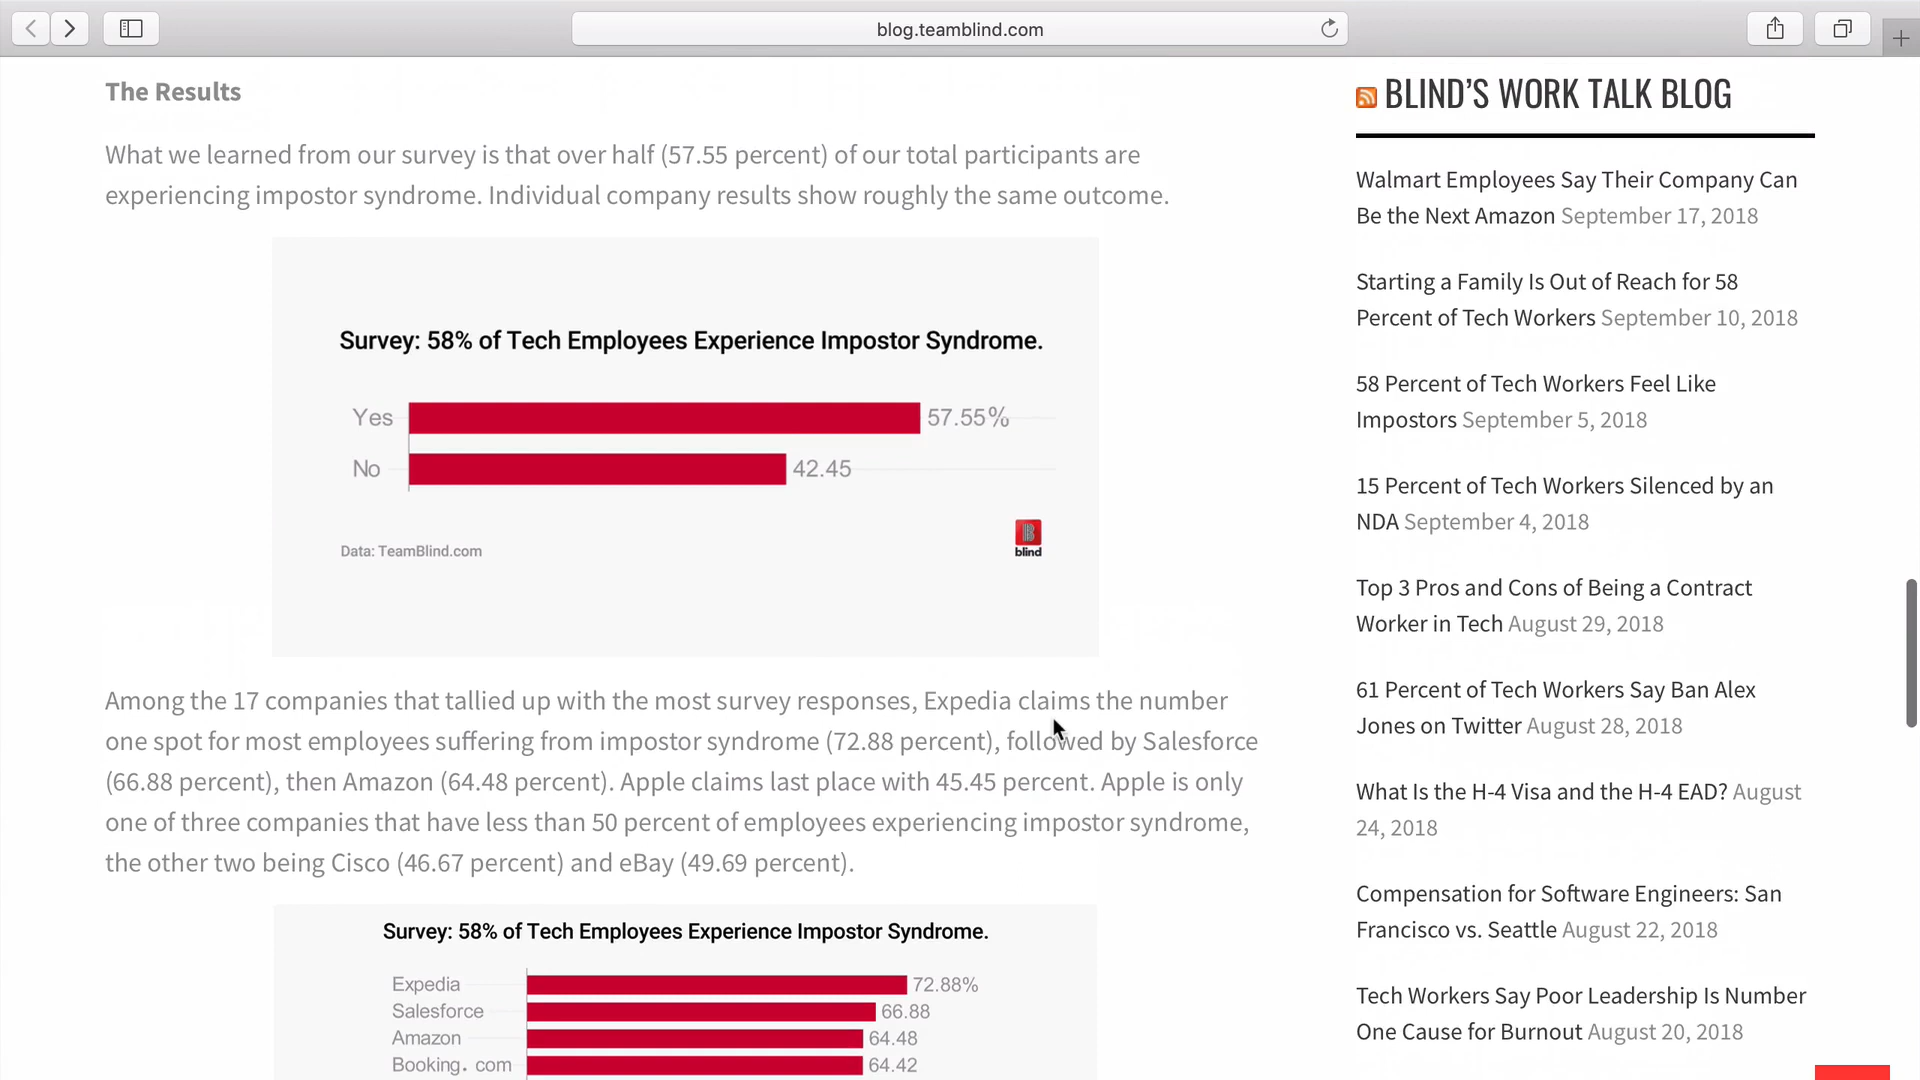 blog.teamblind.com
The Results
What we learned from our survey is that over half (57.55 percent) of our total participants are
experiencing impostor syndrome. Individual company results show roughly the same outcome.
Survey: 58% of Tech Employees Experience Impostor Syndrome.
Yes 57.55%
No 42.45
Data: TeamBlind.com
B
blind
Among the 17 companies that tallied up with the most survey responses, Expedia claims the number
one spot for most employees suffering from impostor syndrome (72.88 percent), followed by Salesforce
(66.88 percent), then Amazon (64.48 percent). Apple claims last place with 45.45 percent. Apple is only
one of three companies that have less than 50 percent of employees experiencing impostor syndrome,
the other two being Cisco (46.67 percent) and eBay (49.69 percent).
Survey: 58% of Tech Employees Experience Impostor Syndrome.
Expedia 72.88%
Salesforce 66.88
Amazon 64.48
Booking.com 64.42
BLIND’S WORK TALK BLOG
Walmart Employees Say Their Company Can
Be the Next Amazon September 17, 2018
Starting a Family Is Out of Reach for 58
Percent of Tech Workers September 10, 2018
58 Percent of Tech Workers Feel Like
Impostors September 5, 2018
15 Percent of Tech Workers Silenced by an
NDA September 4, 2018
Top 3 Pros and Cons of Being a Contract
Worker in Tech August 29, 2018
61 Percent of Tech Workers Say Ban Alex
Jones on Twitter August 28, 2018
What Is the H-4 Visa and the H-4 EAD? August
24, 2018
Compensation for Software Engineers: San
Francisco vs. Seattle August 22, 2018
Tech Workers Say Poor Leadership Is Number
One Cause for Burnout August 20, 2018